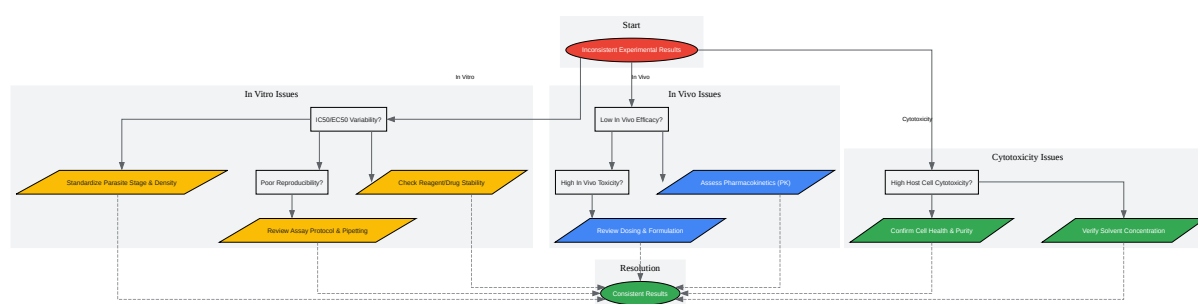 Start
Inconsistent Experimental Results
In Vitro
In Vivo
Cytotoxicity
In Vitro Issues
In Vivo Issues
Cytotoxicity Issues
IC50/EC50 Variability?
Low In Vivo Efficacy?
Standardize Parasite Stage & Density
Poor Reproducibility?
Check Reagent/Drug Stability
High In Vivo Toxicity?
Assess Pharmacokinetics (PK)
High Host Cell Cytotoxicity?
Review Assay Protocol & Pipetting
Review Dosing & Formulation
Confirm Cell Health & Purity
Verify Solvent Concentration
Resolution
Consistent Results